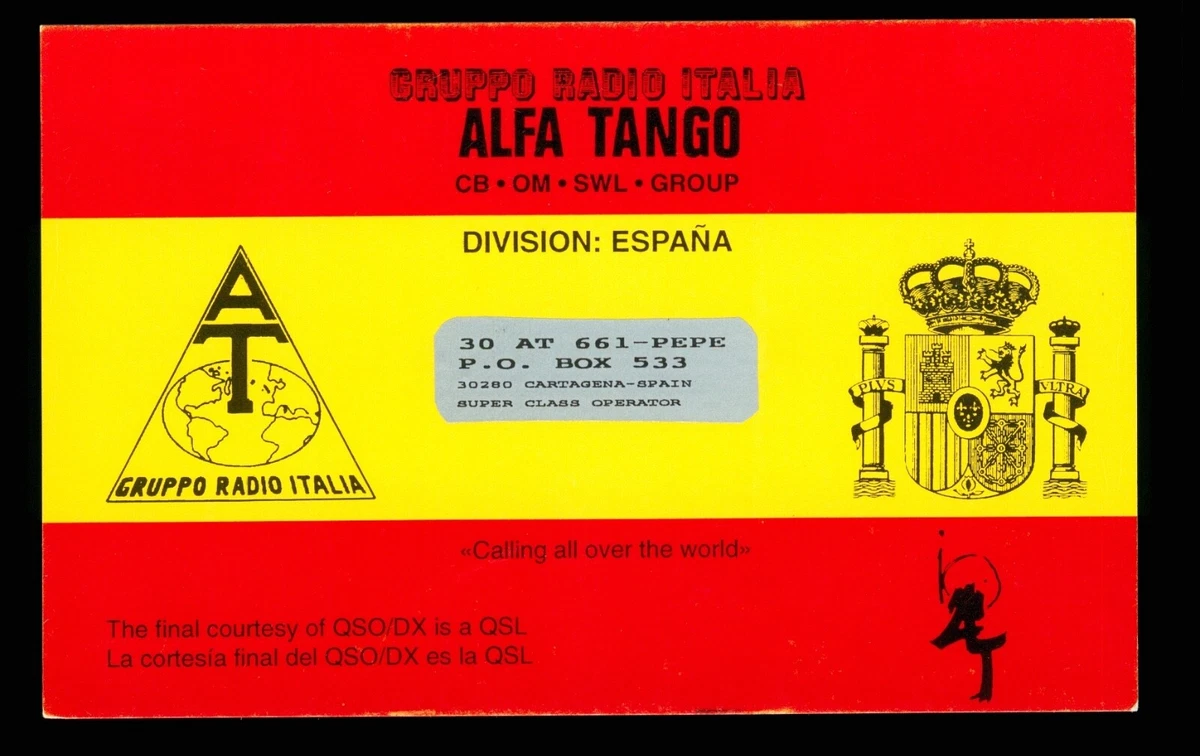 GRUPPO RADIO ITALIA
ALFA TANGO
CB • OM • SWL • GROUP
DIVISION: ESPAÑA
AT
GRUPPO RADIO ITALIA
30 AT 661-PEPE
P.O. BOX 533
30280 CARTAGENA-SPAIN
SUPER CLASS OPERATOR
PLVS VLTRA
«Calling all over the world»
The final courtesy of QSO/DX is a QSL
La cortesía final del QSO/DX es la QSL